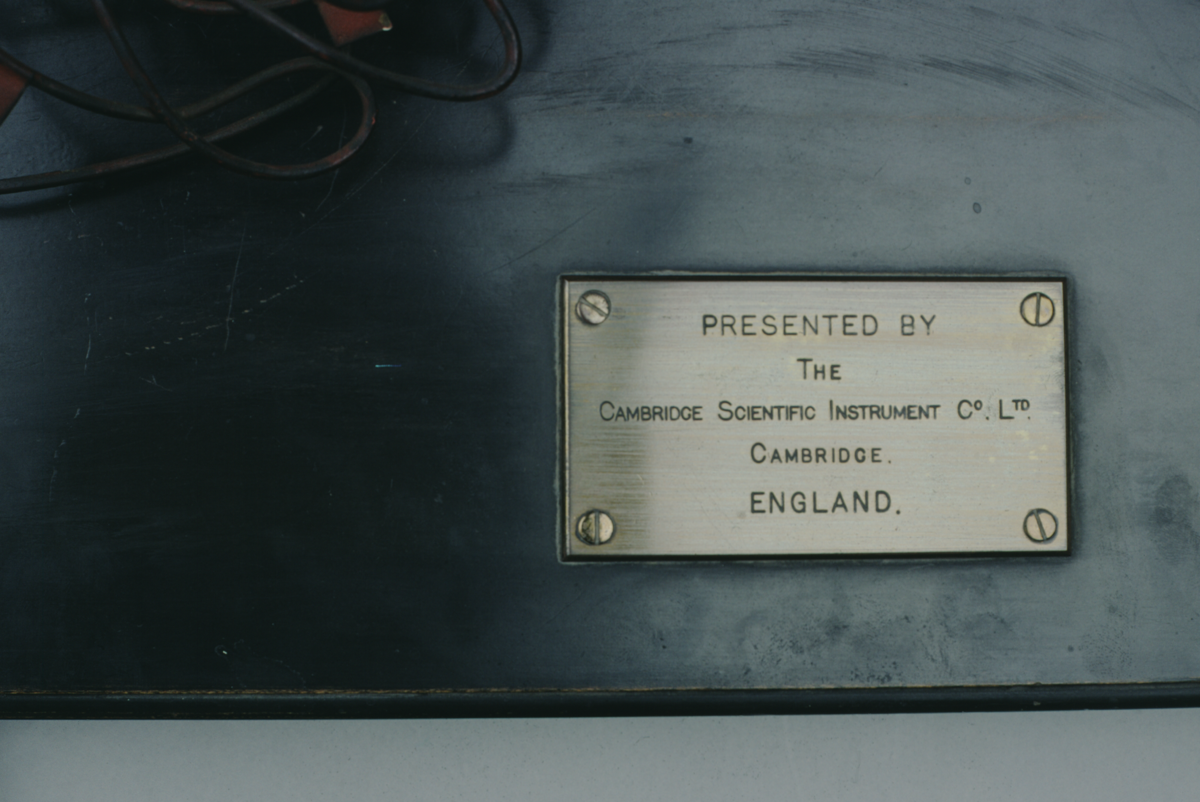 PRESENTED BY
THE
CAMBRIDGE SCIENTIFIC INSTRUMENT Cº. LTD.
CAMBRIDGE.
ENGLAND.